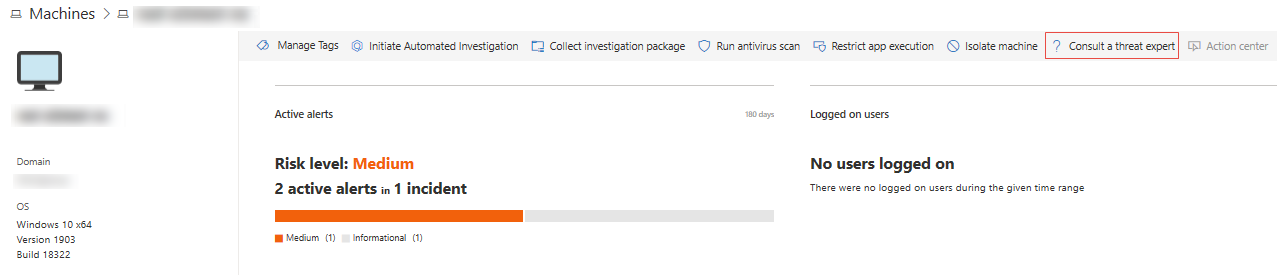 Machines >
Manage Tags Initiate Automated Investigation Collect investigation package Run antivirus scan Restrict app execution Isolate machine ? Consult a threat expert Action center
Active alerts 180 days Logged on users
Risk level: Medium No users logged on
2 active alerts in 1 incident There were no logged on users during the given time range
Medium (1) Informational (1)
Domain
OS
Windows 10 x64
Version 1903
Build 18322